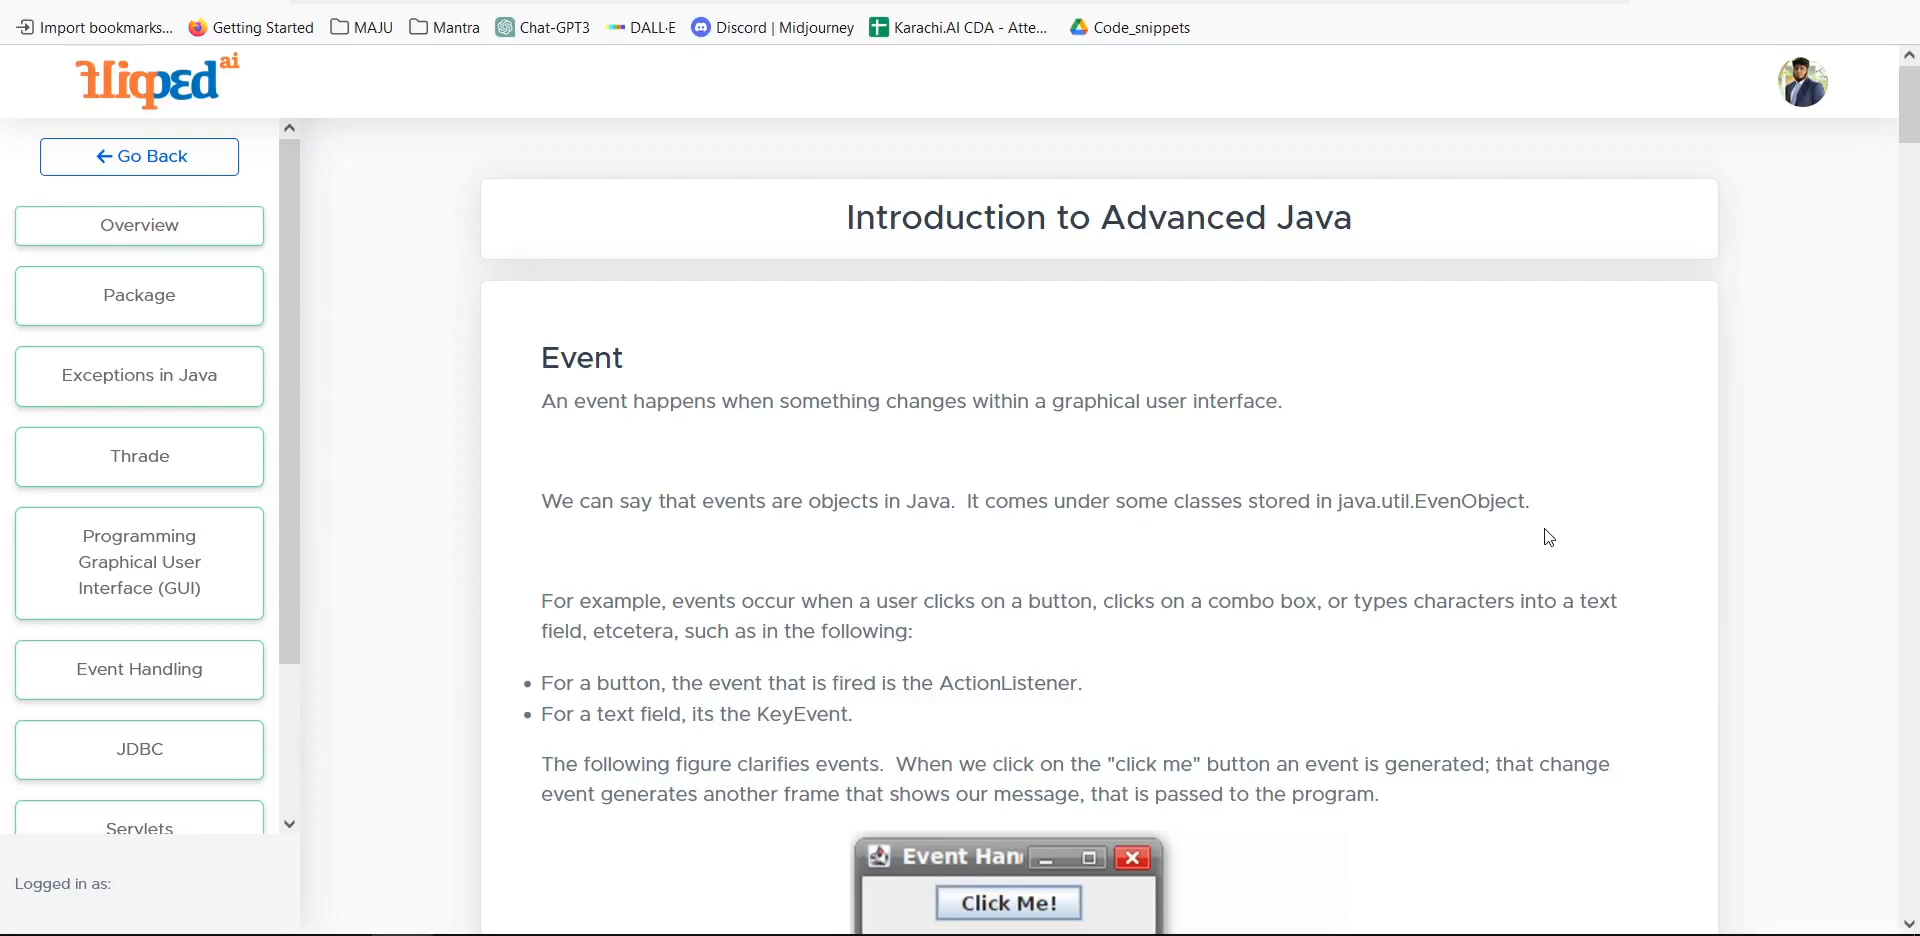 Import bookmarks... Getting Started MAJU Mantra Chat-GPT3 DALL·E Discord | Midjourney Karachi.AI CDA - Atte... Code_snippets
ai
← Go Back
Overview
Package
Exceptions in Java
Thrade
Programming
Graphical User
Interface (GUI)
Event Handling
JDBC
Servlets
Logged in as:
Introduction to Advanced Java
Event
An event happens when something changes within a graphical user interface.
We can say that events are objects in Java. It comes under some classes stored in java.util.EvenObject.
For example, events occur when a user clicks on a button, clicks on a combo box, or types characters into a text
field, etcetera, such as in the following:
• For a button, the event that is fired is the ActionListener.
• For a text field, its the KeyEvent.
The following figure clarifies events. When we click on the "click me" button an event is generated; that change
event generates another frame that shows our message, that is passed to the program.
Event Han
Click Me!